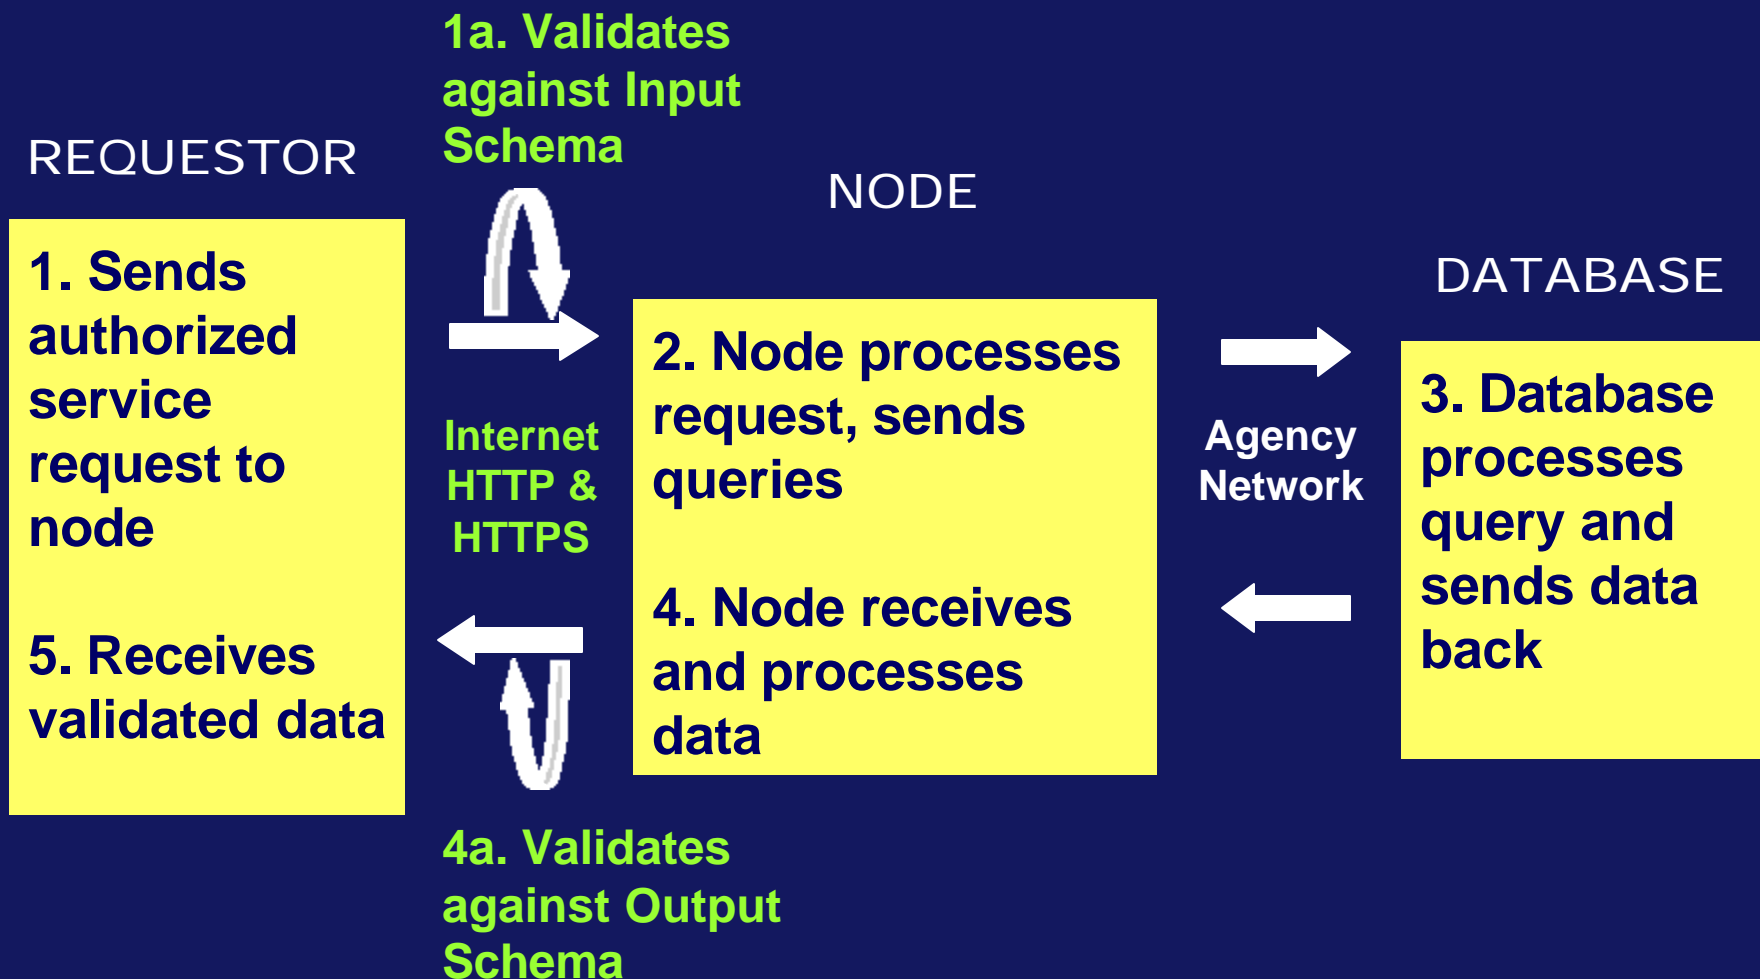 1a. Validates
against Input
Schema
REQUESTOR
NODE
DATABASE
1. Sends
authorized
service
request to
node
5. Receives
validated data
Internet
HTTP &
HTTPS
2. Node processes
request, sends
queries
4. Node receives
and processes
data
Agency
Network
3. Database
processes
query and
sends data
back
4a. Validates
against Output
Schema